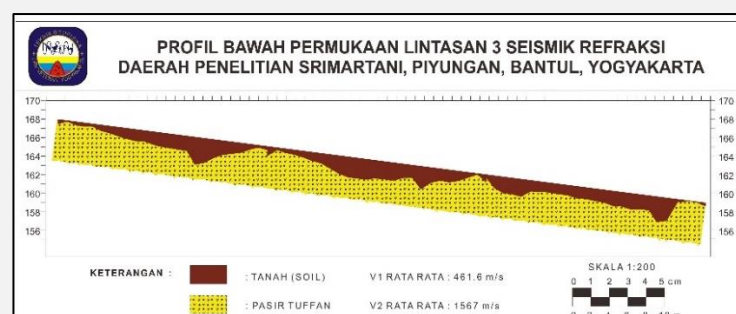 PROFIL BAWAH PERMUKAAN LINTASAN 3 SEISMIK REFRAKSI
DAERAH PENELITIAN SRIMARTANI, PIYUNGAN, BANTUL, YOGYAKARTA
170 170
168 168
166 166
164 164
162 162
160 160
158 158
156 156
KETERANGAN :
: TANAH (SOIL) V1 RATA RATA : 461.6 m/s
: PASIR TUFFAN V2 RATA RATA : 1567 m/s
SKALA 1:200
0 1 2 3 4 5 cm